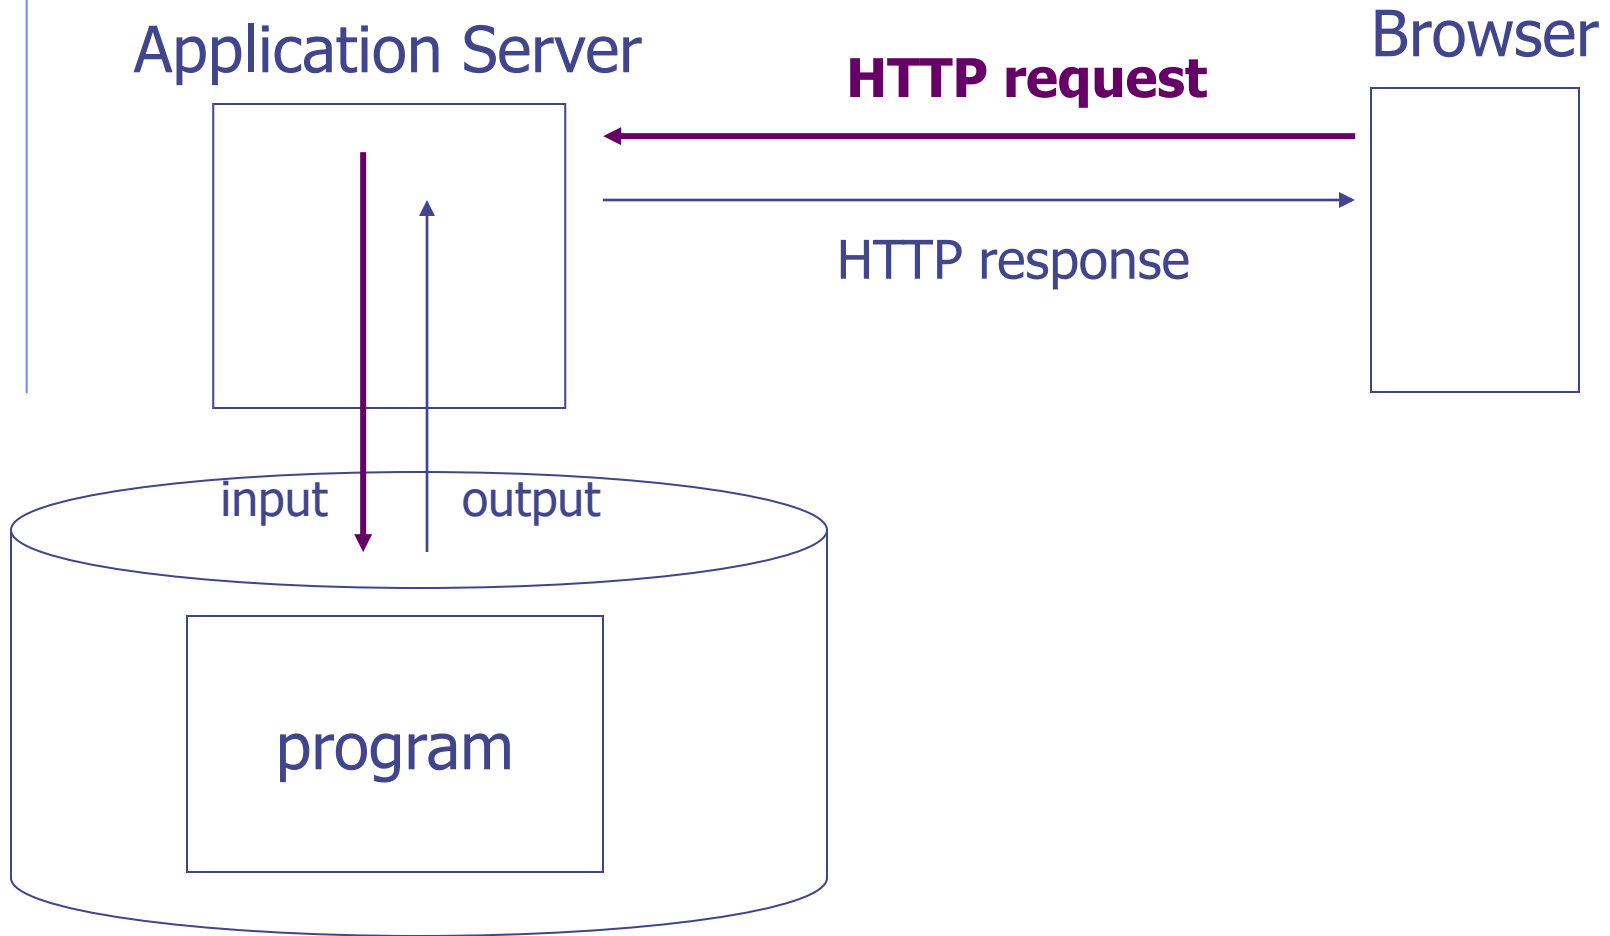 Application Server
Browser
HTTP request
HTTP response
input
output
program